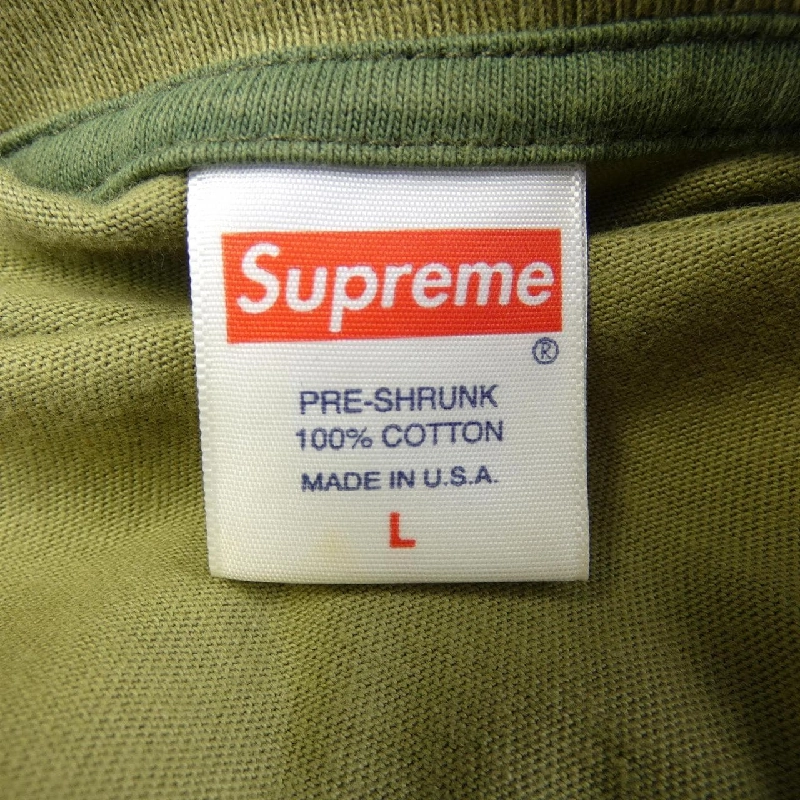 Supreme
®
PRE-SHRUNK
100% COTTON
MADE IN U.S.A.
L